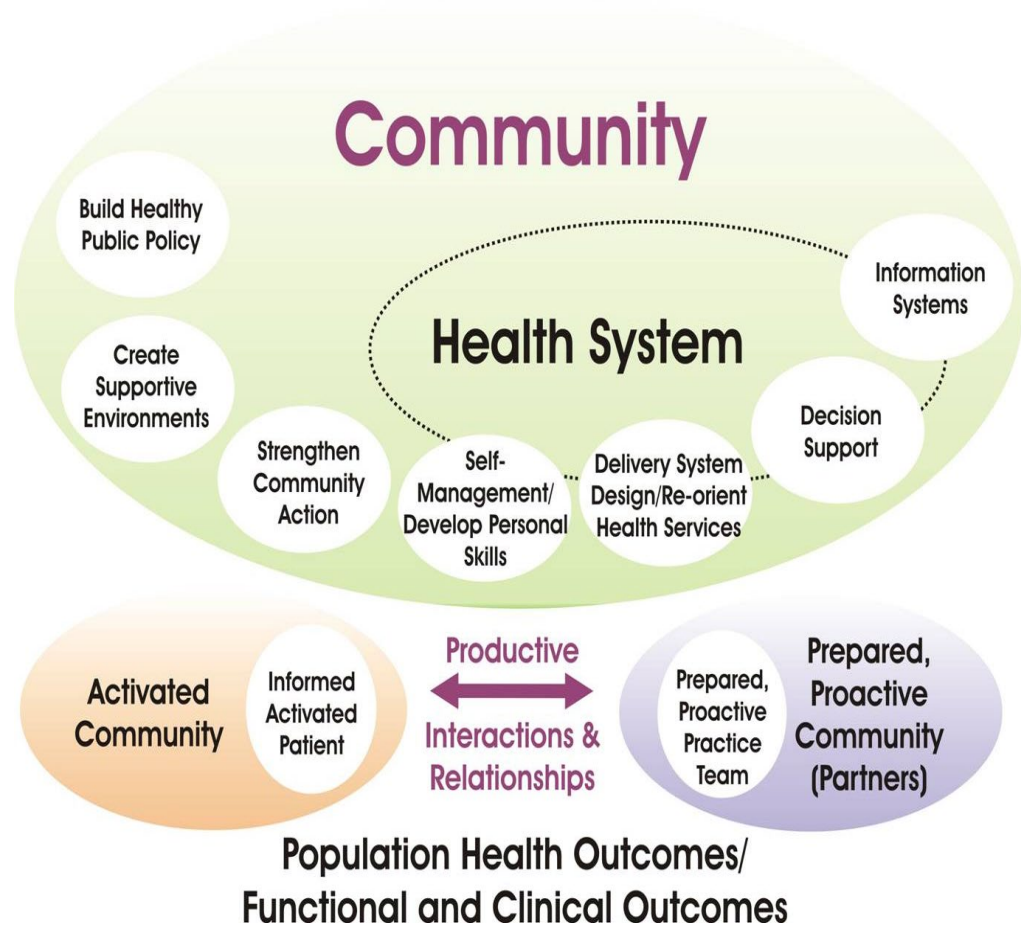 Community
Build Healthy
Public Policy
Create
Supportive
Environments
Strengthen
Community
Action
Health System
Self-
Management/
Develop Personal
Skills
Delivery System
Design/Re-orient
Health Services
Decision
Support
Information
Systems
Activated
Community
Informed
Activated
Patient
Productive
Interactions &
Relationships
Prepared,
Proactive
Practice
Team
Prepared,
Proactive
Community
(Partners)
Population Health Outcomes/
Functional and Clinical Outcomes